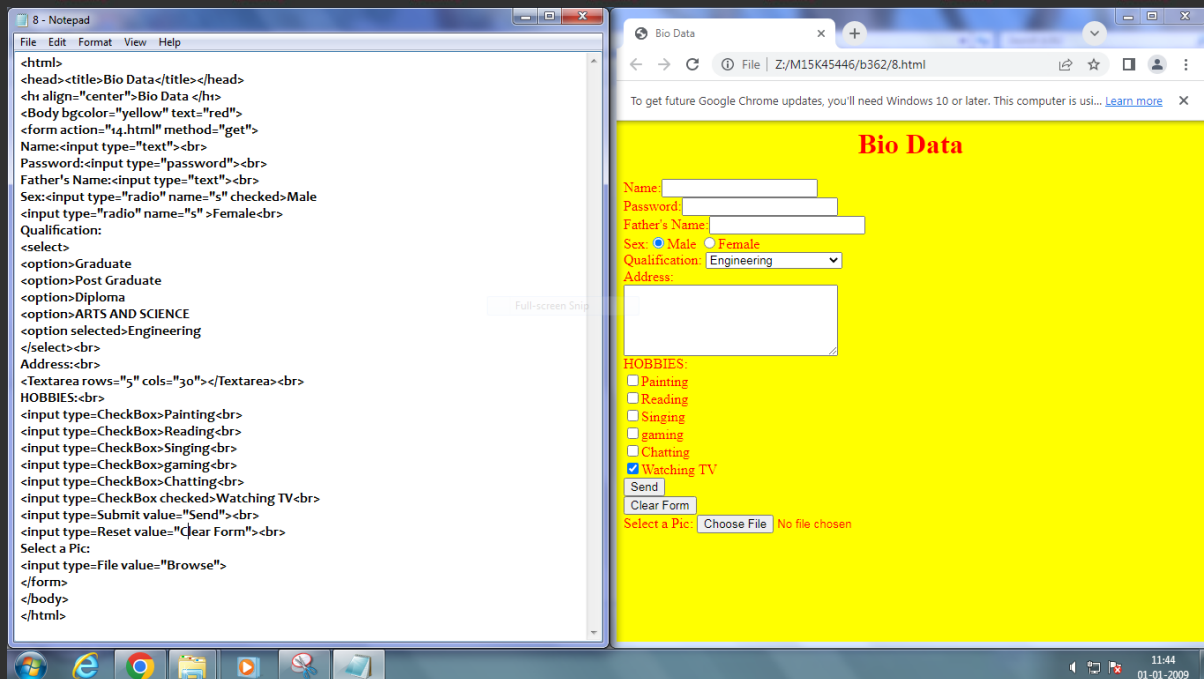 8 - Notepad
File Edit Format View Help
<html>
<head><title>Bio Data</title></head>
<h1 align="center">Bio Data </h1>
<Body bgcolor="yellow" text="red">
<form action="14.html" method="get">
Name:<input type="text"><br>
Password:<input type="password"><br>
Father's Name:<input type="text"><br>
Sex:<input type="radio" name="s" checked>Male
<input type="radio" name="s" >Female<br>
Qualification:
<select>
<option>Graduate
<option>Post Graduate
<option>Diploma
<option>ARTS AND SCIENCE
<option selected>Engineering
</select><br>
Address:<br>
<Textarea rows="5" cols="30"></Textarea><br>
HOBBIES:<br>
<input type=CheckBox>Painting<br>
<input type=CheckBox>Reading<br>
<input type=CheckBox>Singing<br>
<input type=CheckBox>gaming<br>
<input type=CheckBox>Chatting<br>
<input type=CheckBox checked>Watching TV<br>
<input type=Submit value="Send"><br>
<input type=Reset value="Clear Form"><br>
Select a Pic:
<input type=File value="Browse">
</form>
</body>
</html>
Full-screen Snip
Bio Data
File | Z:/M15K45446/b362/8.html
To get future Google Chrome updates, you'll need Windows 10 or later. This computer is usi... Learn more
Bio Data
Name:
Password:
Father's Name:
Sex: Male Female
Qualification: Engineering
Address:
HOBBIES:
Painting
Reading
Singing
gaming
Chatting
Watching TV
Send
Clear Form
Select a Pic: Choose File No file chosen
11:44
01-01-2009